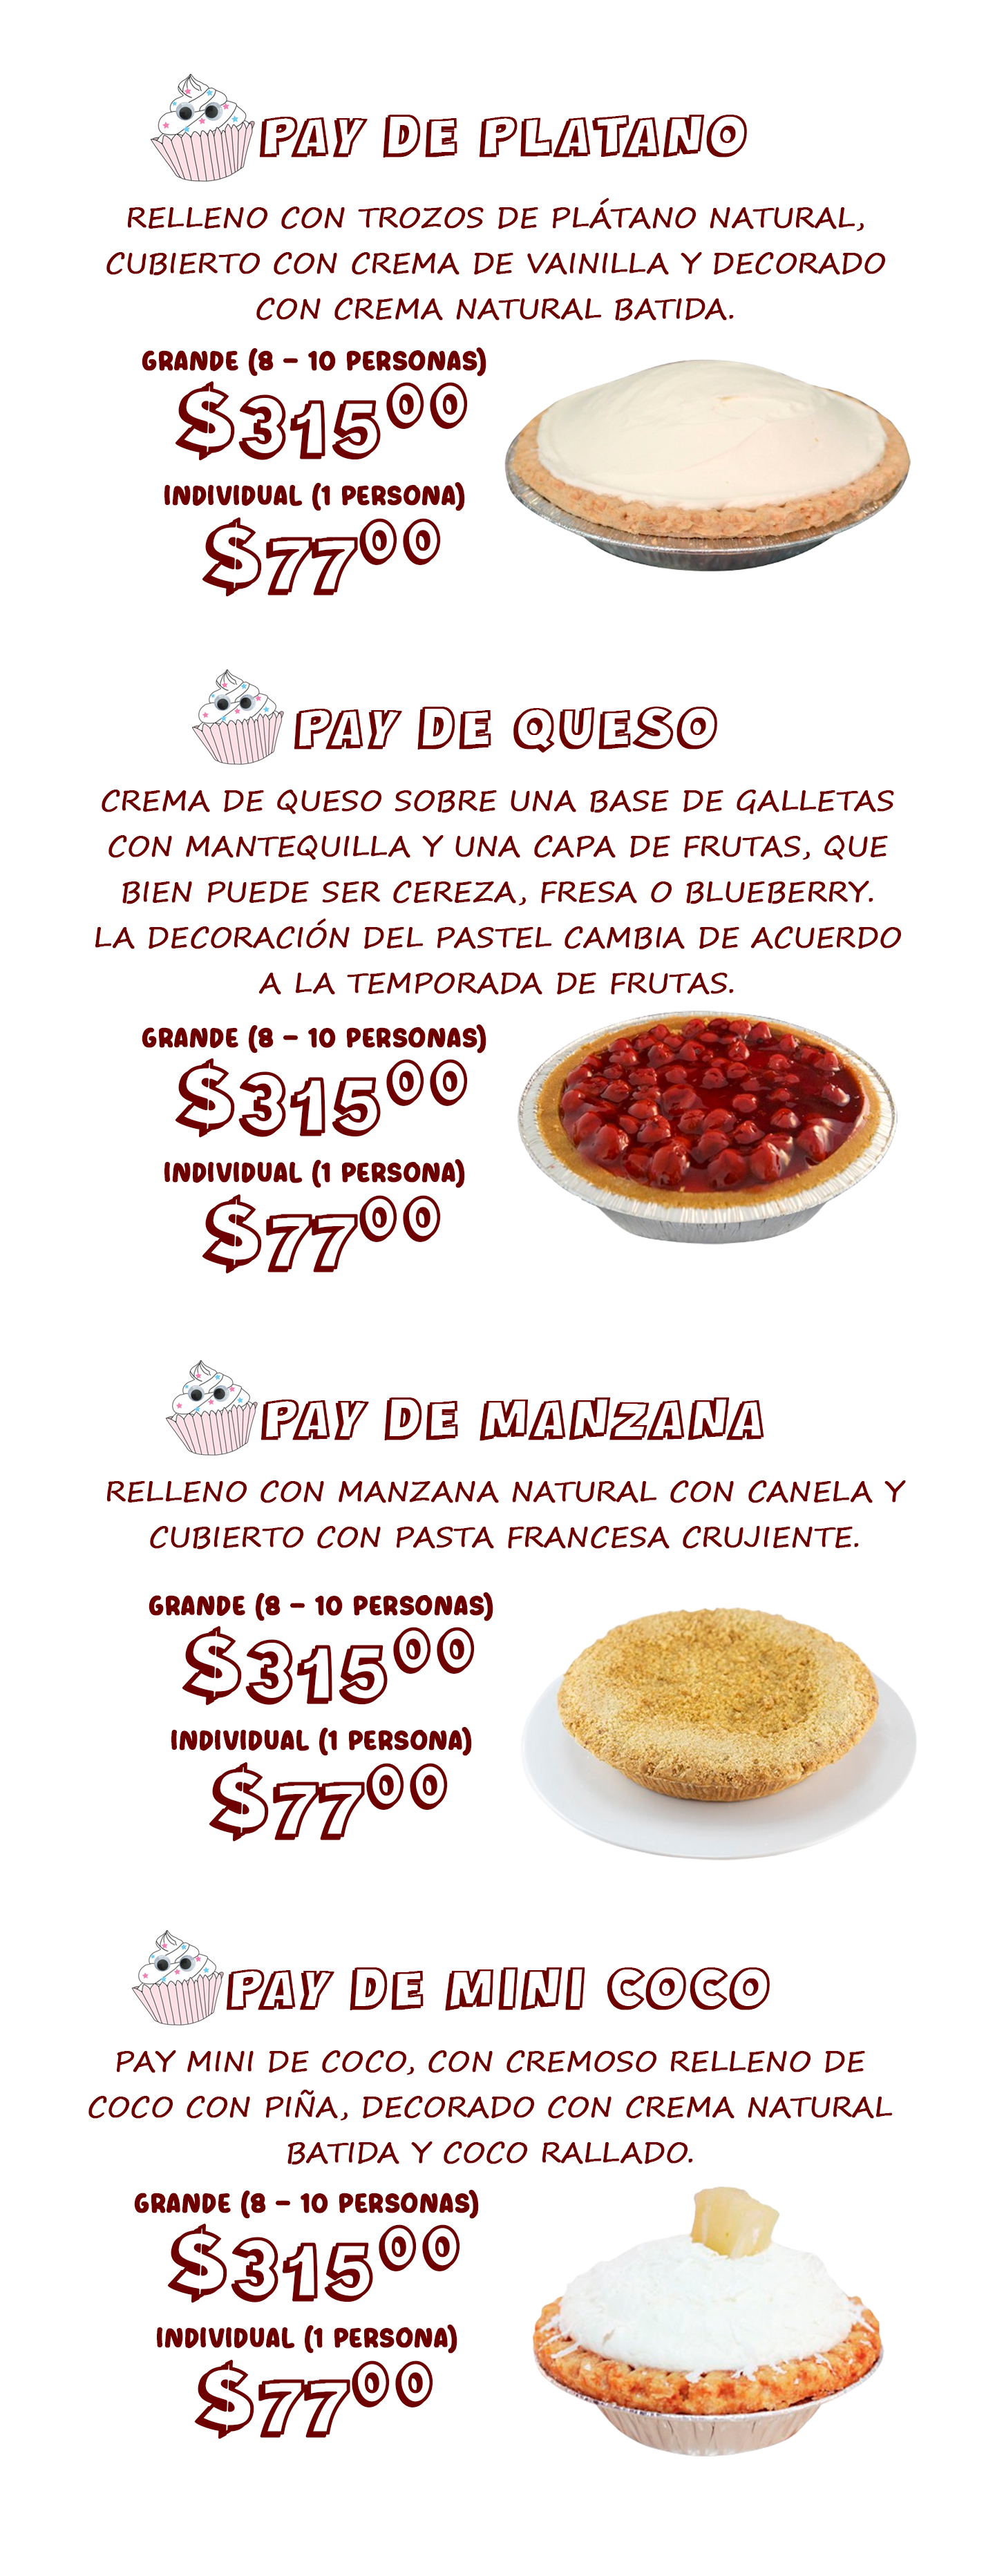 PAY DE PLATANO
RELLENO CON TROZOS DE PLÁTANO NATURAL,
CUBIERTO CON CREMA DE VAINILLA Y DECORADO
CON CREMA NATURAL BATIDA.
GRANDE (8 - 10 PERSONAS)
$315⁰⁰
INDIVIDUAL (1 PERSONA)
$77⁰⁰
PAY DE QUESO
CREMA DE QUESO SOBRE UNA BASE DE GALLETAS
CON MANTEQUILLA Y UNA CAPA DE FRUTAS, QUE
BIEN PUEDE SER CEREZA, FRESA O BLUEBERRY.
LA DECORACIÓN DEL PASTEL CAMBIA DE ACUERDO
A LA TEMPORADA DE FRUTAS.
GRANDE (8 - 10 PERSONAS)
$315⁰⁰
INDIVIDUAL (1 PERSONA)
$77⁰⁰
PAY DE MANZANA
RELLENO CON MANZANA NATURAL CON CANELA Y
CUBIERTO CON PASTA FRANCESA CRUJIENTE.
GRANDE (8 - 10 PERSONAS)
$315⁰⁰
INDIVIDUAL (1 PERSONA)
$77⁰⁰
PAY DE MINI COCO
PAY MINI DE COCO, CON CREMOSO RELLENO DE
COCO CON PIÑA, DECORADO CON CREMA NATURAL
BATIDA Y COCO RALLADO.
GRANDE (8 - 10 PERSONAS)
$315⁰⁰
INDIVIDUAL (1 PERSONA)
$77⁰⁰